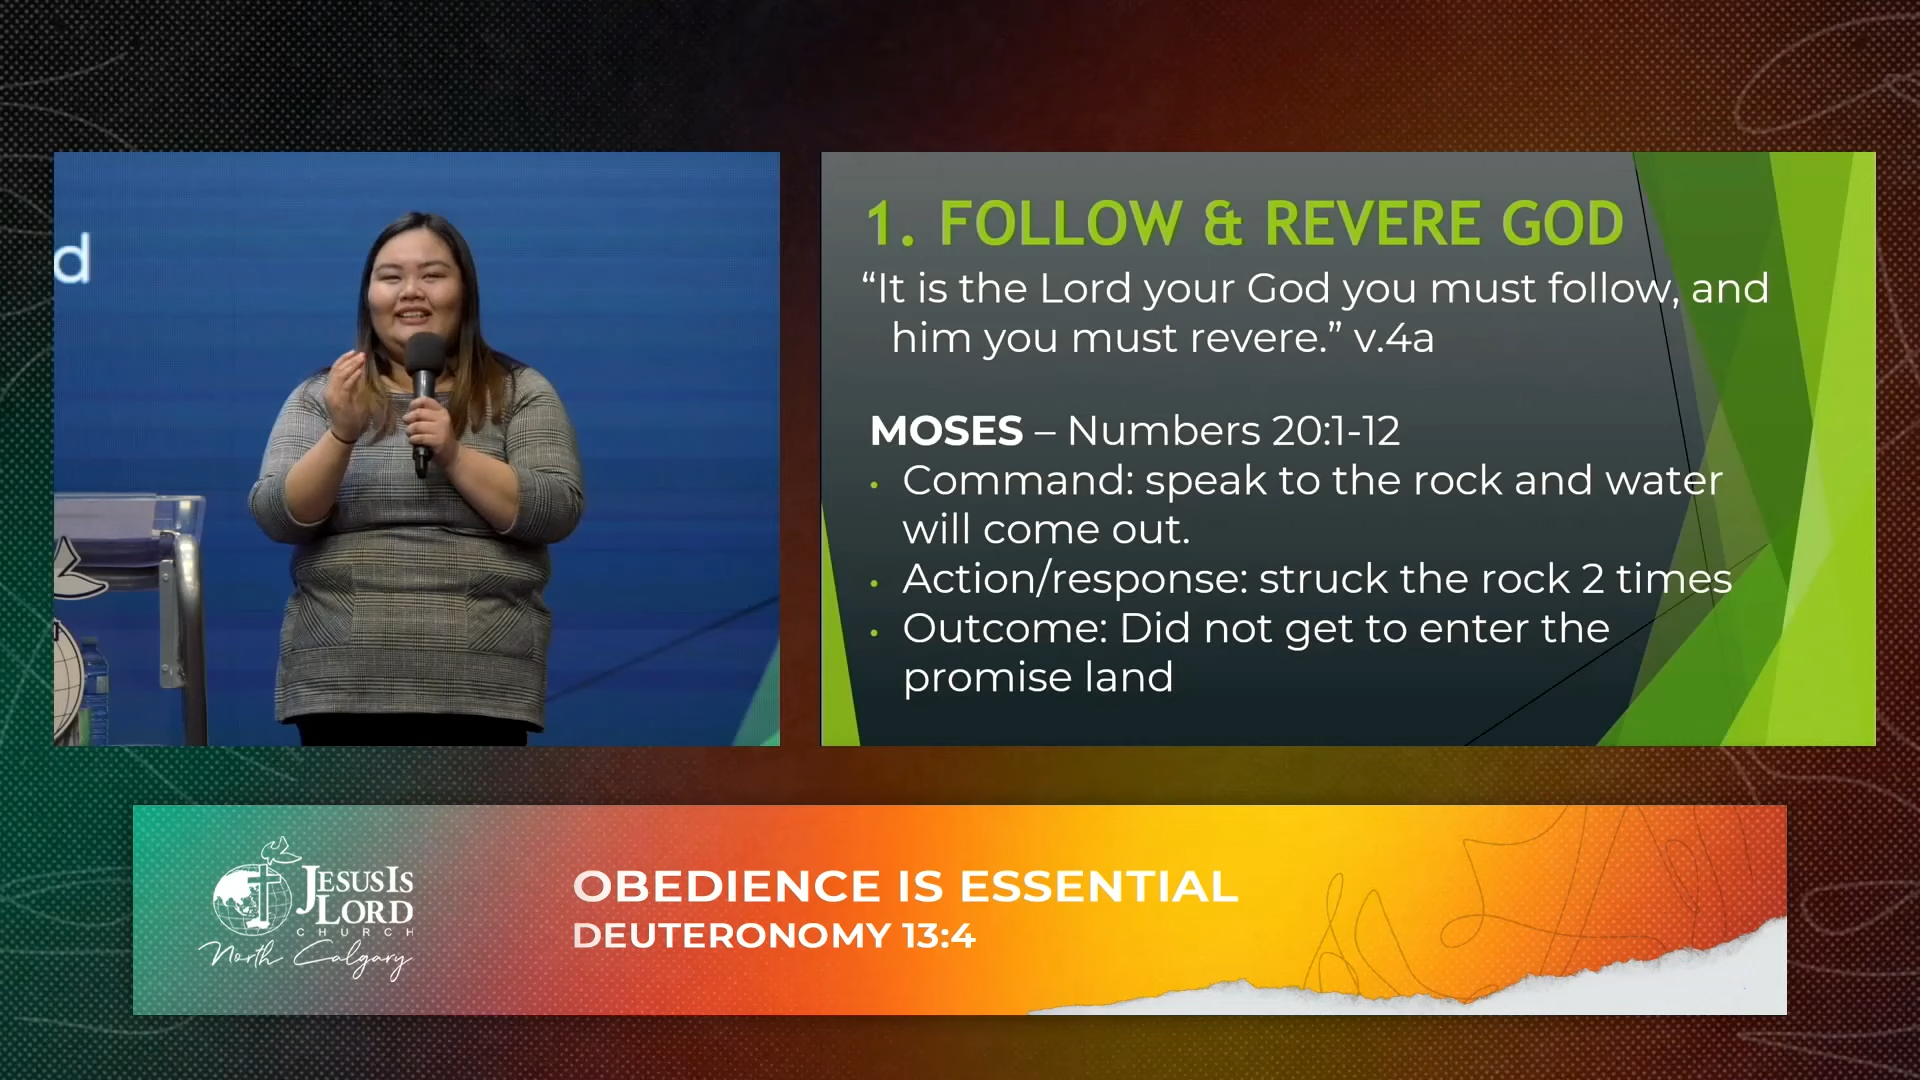 d
1. FOLLOW & REVERE GOD
“It is the Lord your God you must follow, and
him you must revere.” v.4a
MOSES – Numbers 20:1-12
• Command: speak to the rock and water
will come out.
• Action/response: struck the rock 2 times
• Outcome: Did not get to enter the
promise land
JESUS IS
LORD
CHURCH
North Calgary
OBEDIENCE IS ESSENTIAL
DEUTERONOMY 13:4